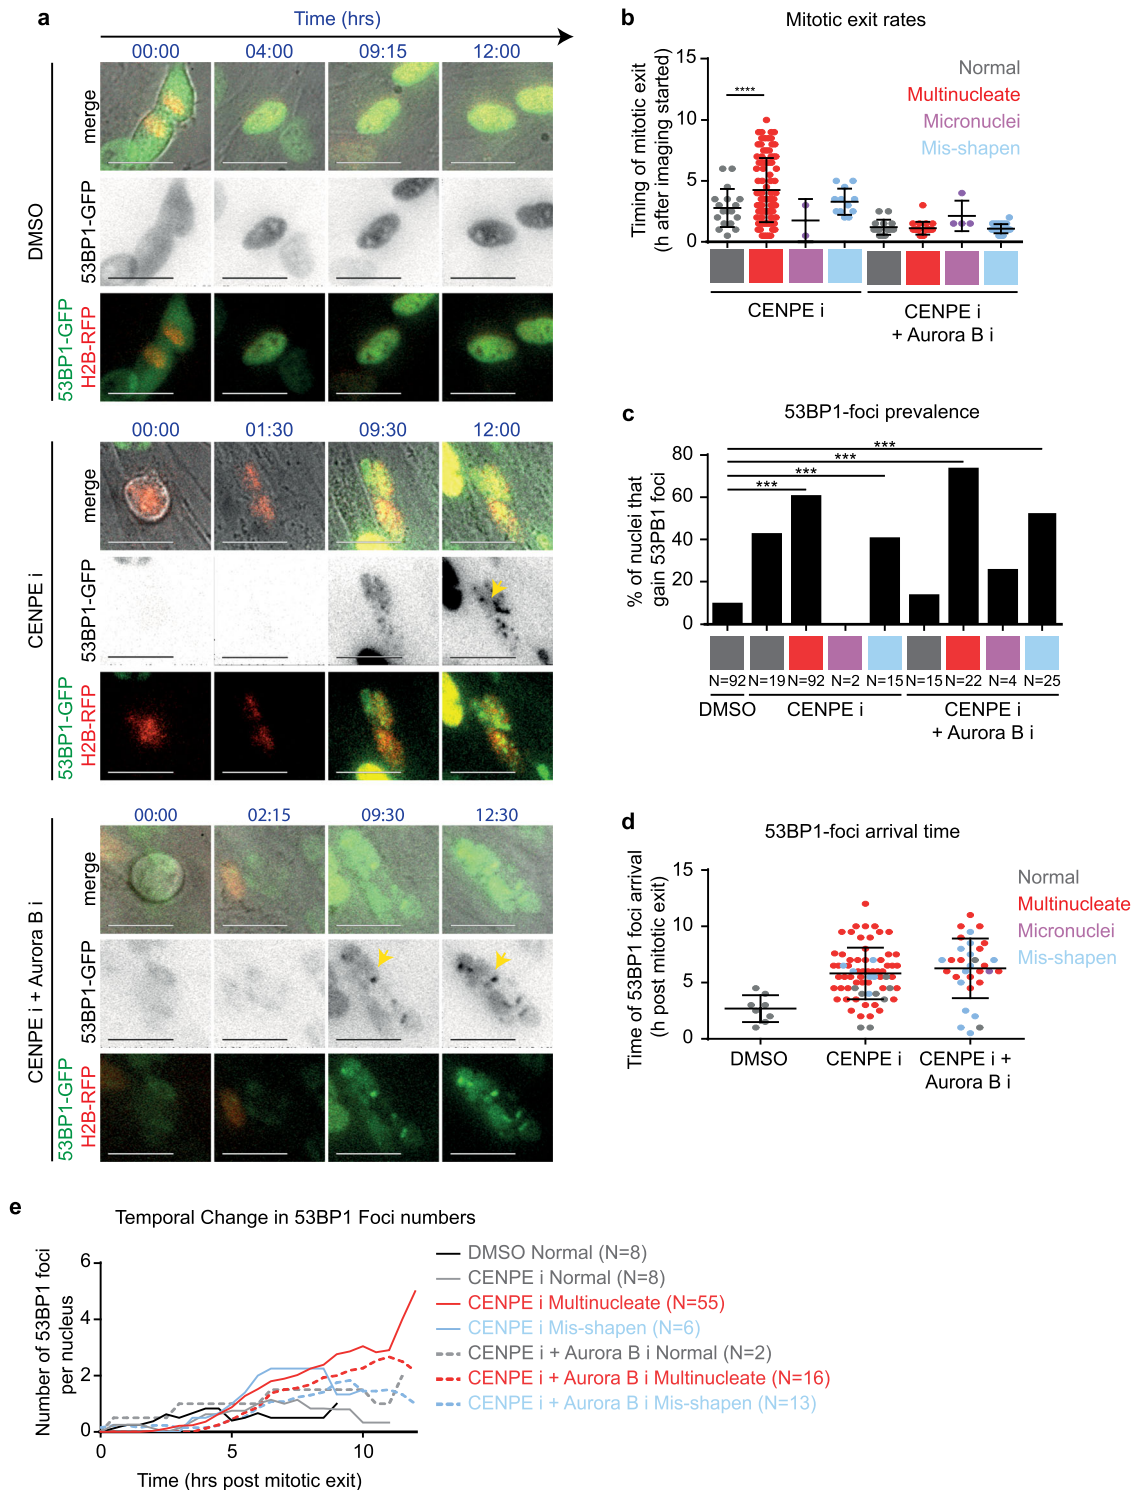 a
Time (hrs)
00:00 04:00 09:15 12:00
DMSO
merge
53BP1-GFP
53BP1-GFP
H2B-RFP
00:00 01:30 09:30 12:00
CENPE i
merge
53BP1-GFP
53BP1-GFP
H2B-RFP
00:00 02:15 09:30 12:30
CENPE i + Aurora B i
merge
53BP1-GFP
53BP1-GFP
H2B-RFP
b
Mitotic exit rates
Timing of mitotic exit
(h after imaging started)
15
10
5
0
****
Normal
Multinucleate
Micronuclei
Mis-shapen
CENPE i
CENPE i
+ Aurora B i
c
53BP1-foci prevalence
% of nuclei that
gain 53PB1 foci
80
60
40
20
0
***
***
***
***
N=92 N=19 N=92 N=2 N=15 N=15 N=22 N=4 N=25
DMSO
CENPE i
CENPE i
+ Aurora B i
d
53BP1-foci arrival time
Time of 53BP1 foci arrival
(h post mitotic exit)
15
10
5
0
Normal
Multinucleate
Micronuclei
Mis-shapen
DMSO
CENPE i
CENPE i +
Aurora B i
e
Temporal Change in 53BP1 Foci numbers
Number of 53BP1 foci
per nucleus
6
4
2
0
0 5 10
Time (hrs post mitotic exit)
DMSO Normal (N=8)
CENPE i Normal (N=8)
CENPE i Multinucleate (N=55)
CENPE i Mis-shapen (N=6)
CENPE i + Aurora B i Normal (N=2)
CENPE i + Aurora B i Multinucleate (N=16)
CENPE i + Aurora B i Mis-shapen (N=13)